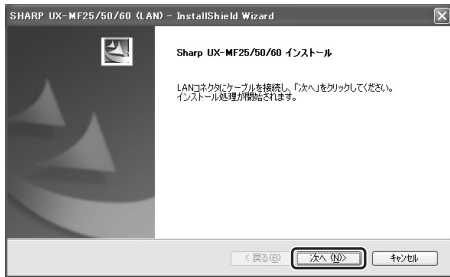 SHARP UX-MF25/50/60 (LAN) - InstallShield Wizard
Sharp UX-MF25/50/60 インストール
LANコネクタにケーブルを接続し、「次へ」をクリックしてください。
インストール処理が開始されます。
< 戻る(B) 次へ (N)> キャンセル